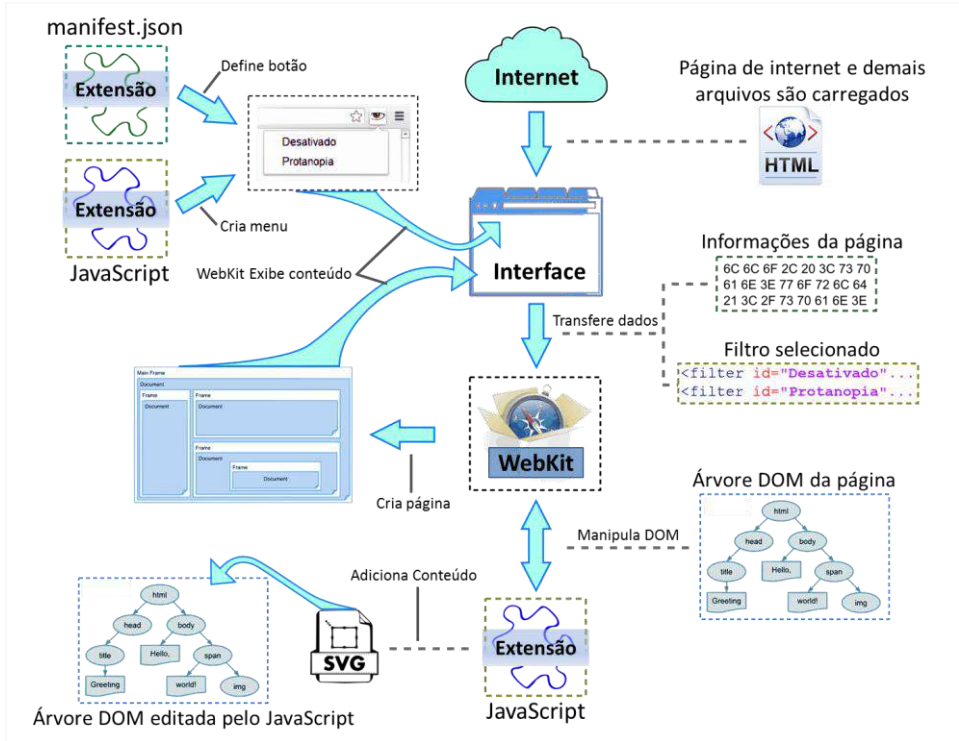 manifest.json
Extensão
Define botão
Desativado
Protanopia
Extensão
Cria menu
JavaScript
WebKit Exibe conteúdo
Internet
Página de internet e demais
arquivos são carregados
HTML
Interface
Informações da página
6C 6C 6F 2C 20 3C 73 70
61 6E 3E 77 6F 72 6C 64
21 3C 2F 73 70 61 6E 3E
Transfere dados
Filtro selecionado
<filter id="Desativado"...
<filter id="Protanopia"...
Main Frame
Document
Frame
Document
Frame
Document
Frame
Document
Frame
Document
Cria página
WebKit
Árvore DOM da página
html
head
body
title
Hello,
span
Greeting
world!
img
Manipula DOM
Adiciona Conteúdo
html
head
body
title
Hello,
span
Greeting
world!
img
SVG
Extensão
JavaScript
Árvore DOM editada pelo JavaScript